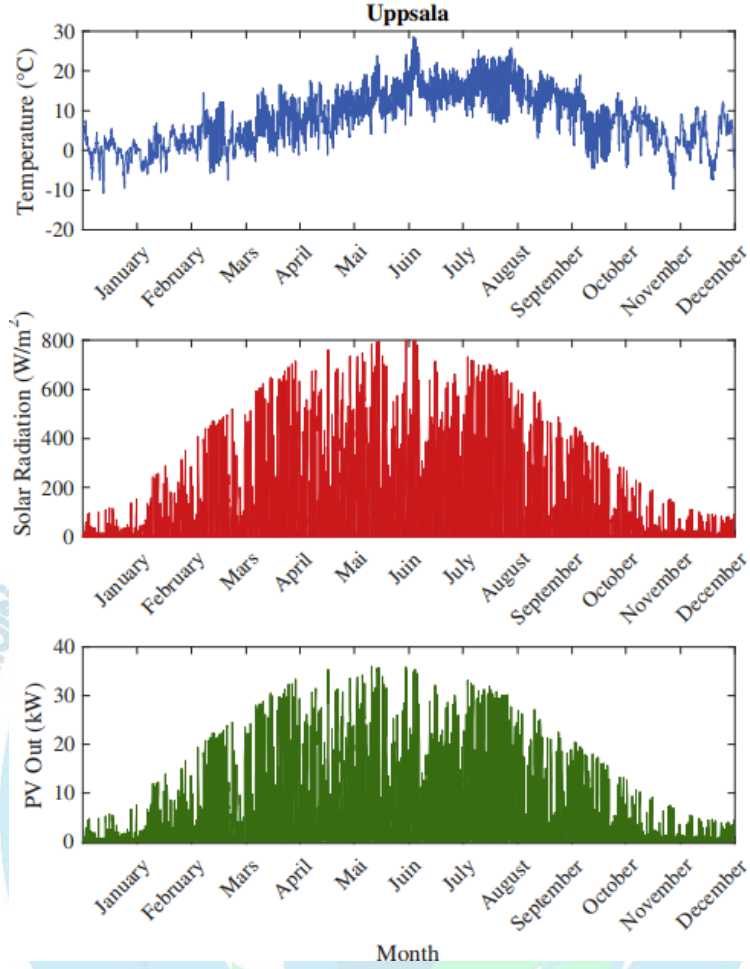 Uppsala
Temperature (°C)
30
20
10
0
-10
-20
January
February
Mars
April
Mai
Juin
July
August
September
October
November
December
Solar Radiation (W/m²)
800
600
400
200
0
January
February
Mars
April
Mai
Juin
July
August
September
October
November
December
PV Out (kW)
40
30
20
10
0
January
February
Mars
April
Mai
Juin
July
August
September
October
November
December
Month